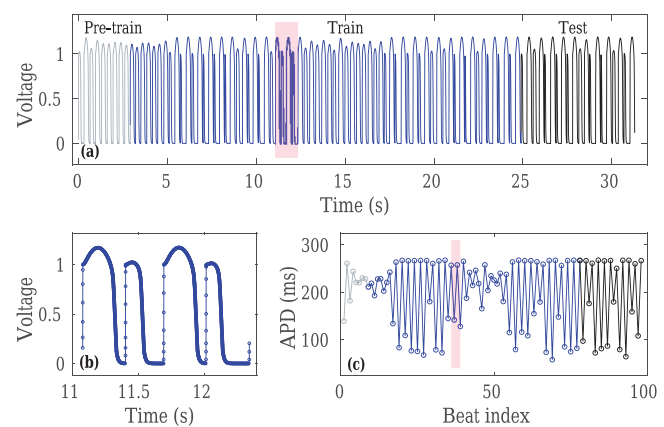 Pre-train Train Test
Voltage
1
0.5
0
(a)
0 5 10 15 20 25 30
Time (s)
Voltage
1
0.5
0
(b)
11 11.5 12
Time (s)
APD (ms)
300
200
100
(c)
0 50 100
Beat index